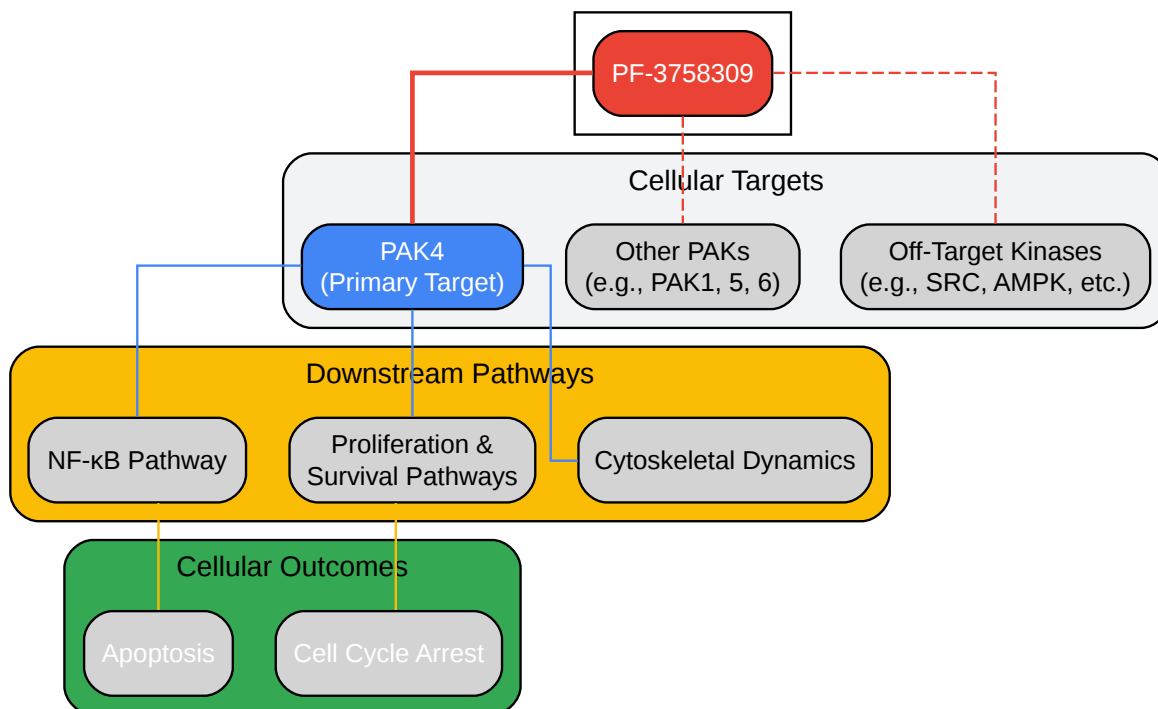 PF-3758309
Cellular Targets
PAK4
(Primary Target)
Other PAKs
(e.g., PAK1, 5, 6)
Off-Target Kinases
(e.g., SRC, AMPK, etc.)
Downstream Pathways
NF-κB Pathway
Proliferation &
Survival Pathways
Cytoskeletal Dynamics
Cellular Outcomes
Apoptosis
Cell Cycle Arrest